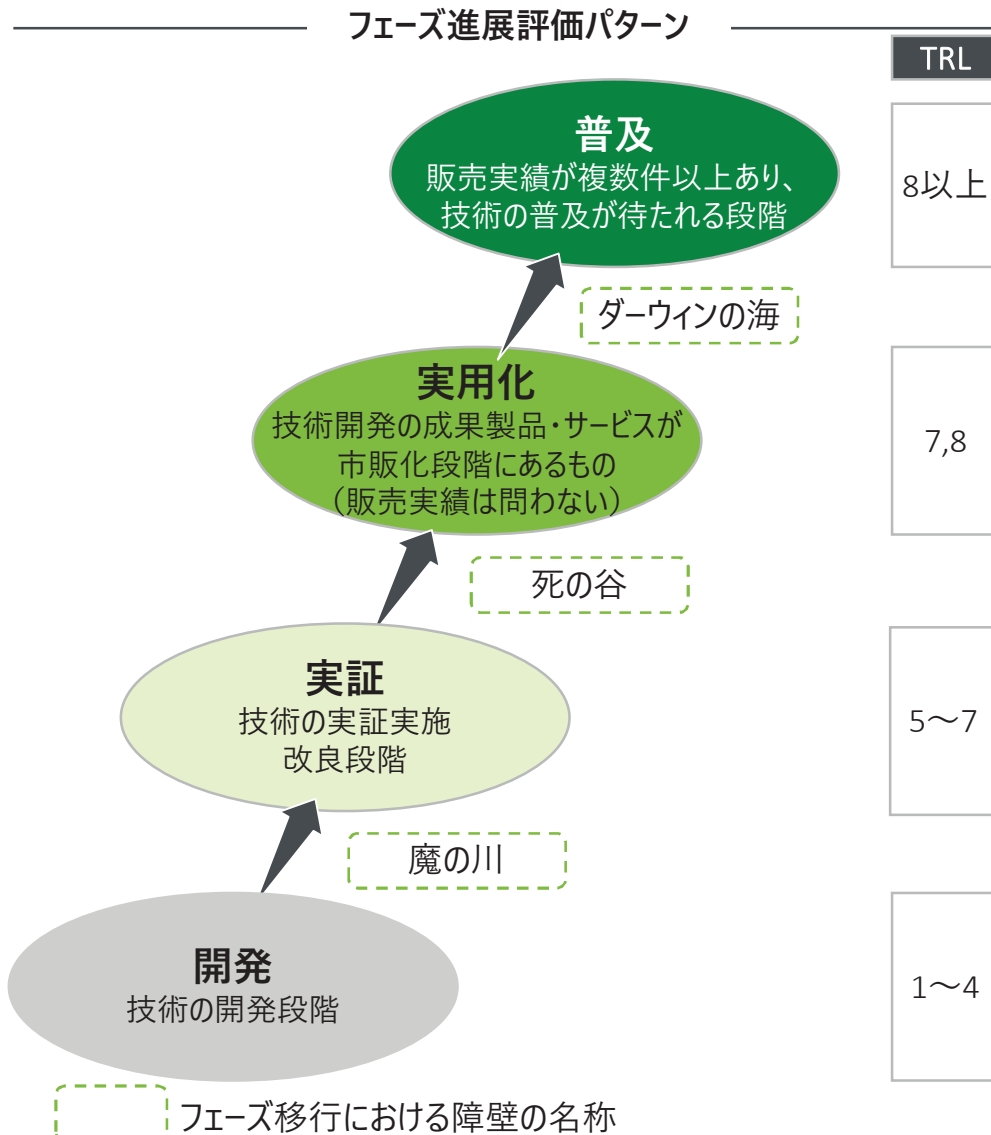 フェーズ進展評価パターン
TRL
普及
販売実績が複数件以上あり、
技術の普及が待たれる段階
8以上
ダーウィンの海
実用化
技術開発の成果製品・サービスが
市販化段階にあるもの
（販売実績は問わない）
7,8
死の谷
実証
技術の実証実施
改良段階
5～7
魔の川
開発
技術の開発段階
1～4
フェーズ移行における障壁の名称